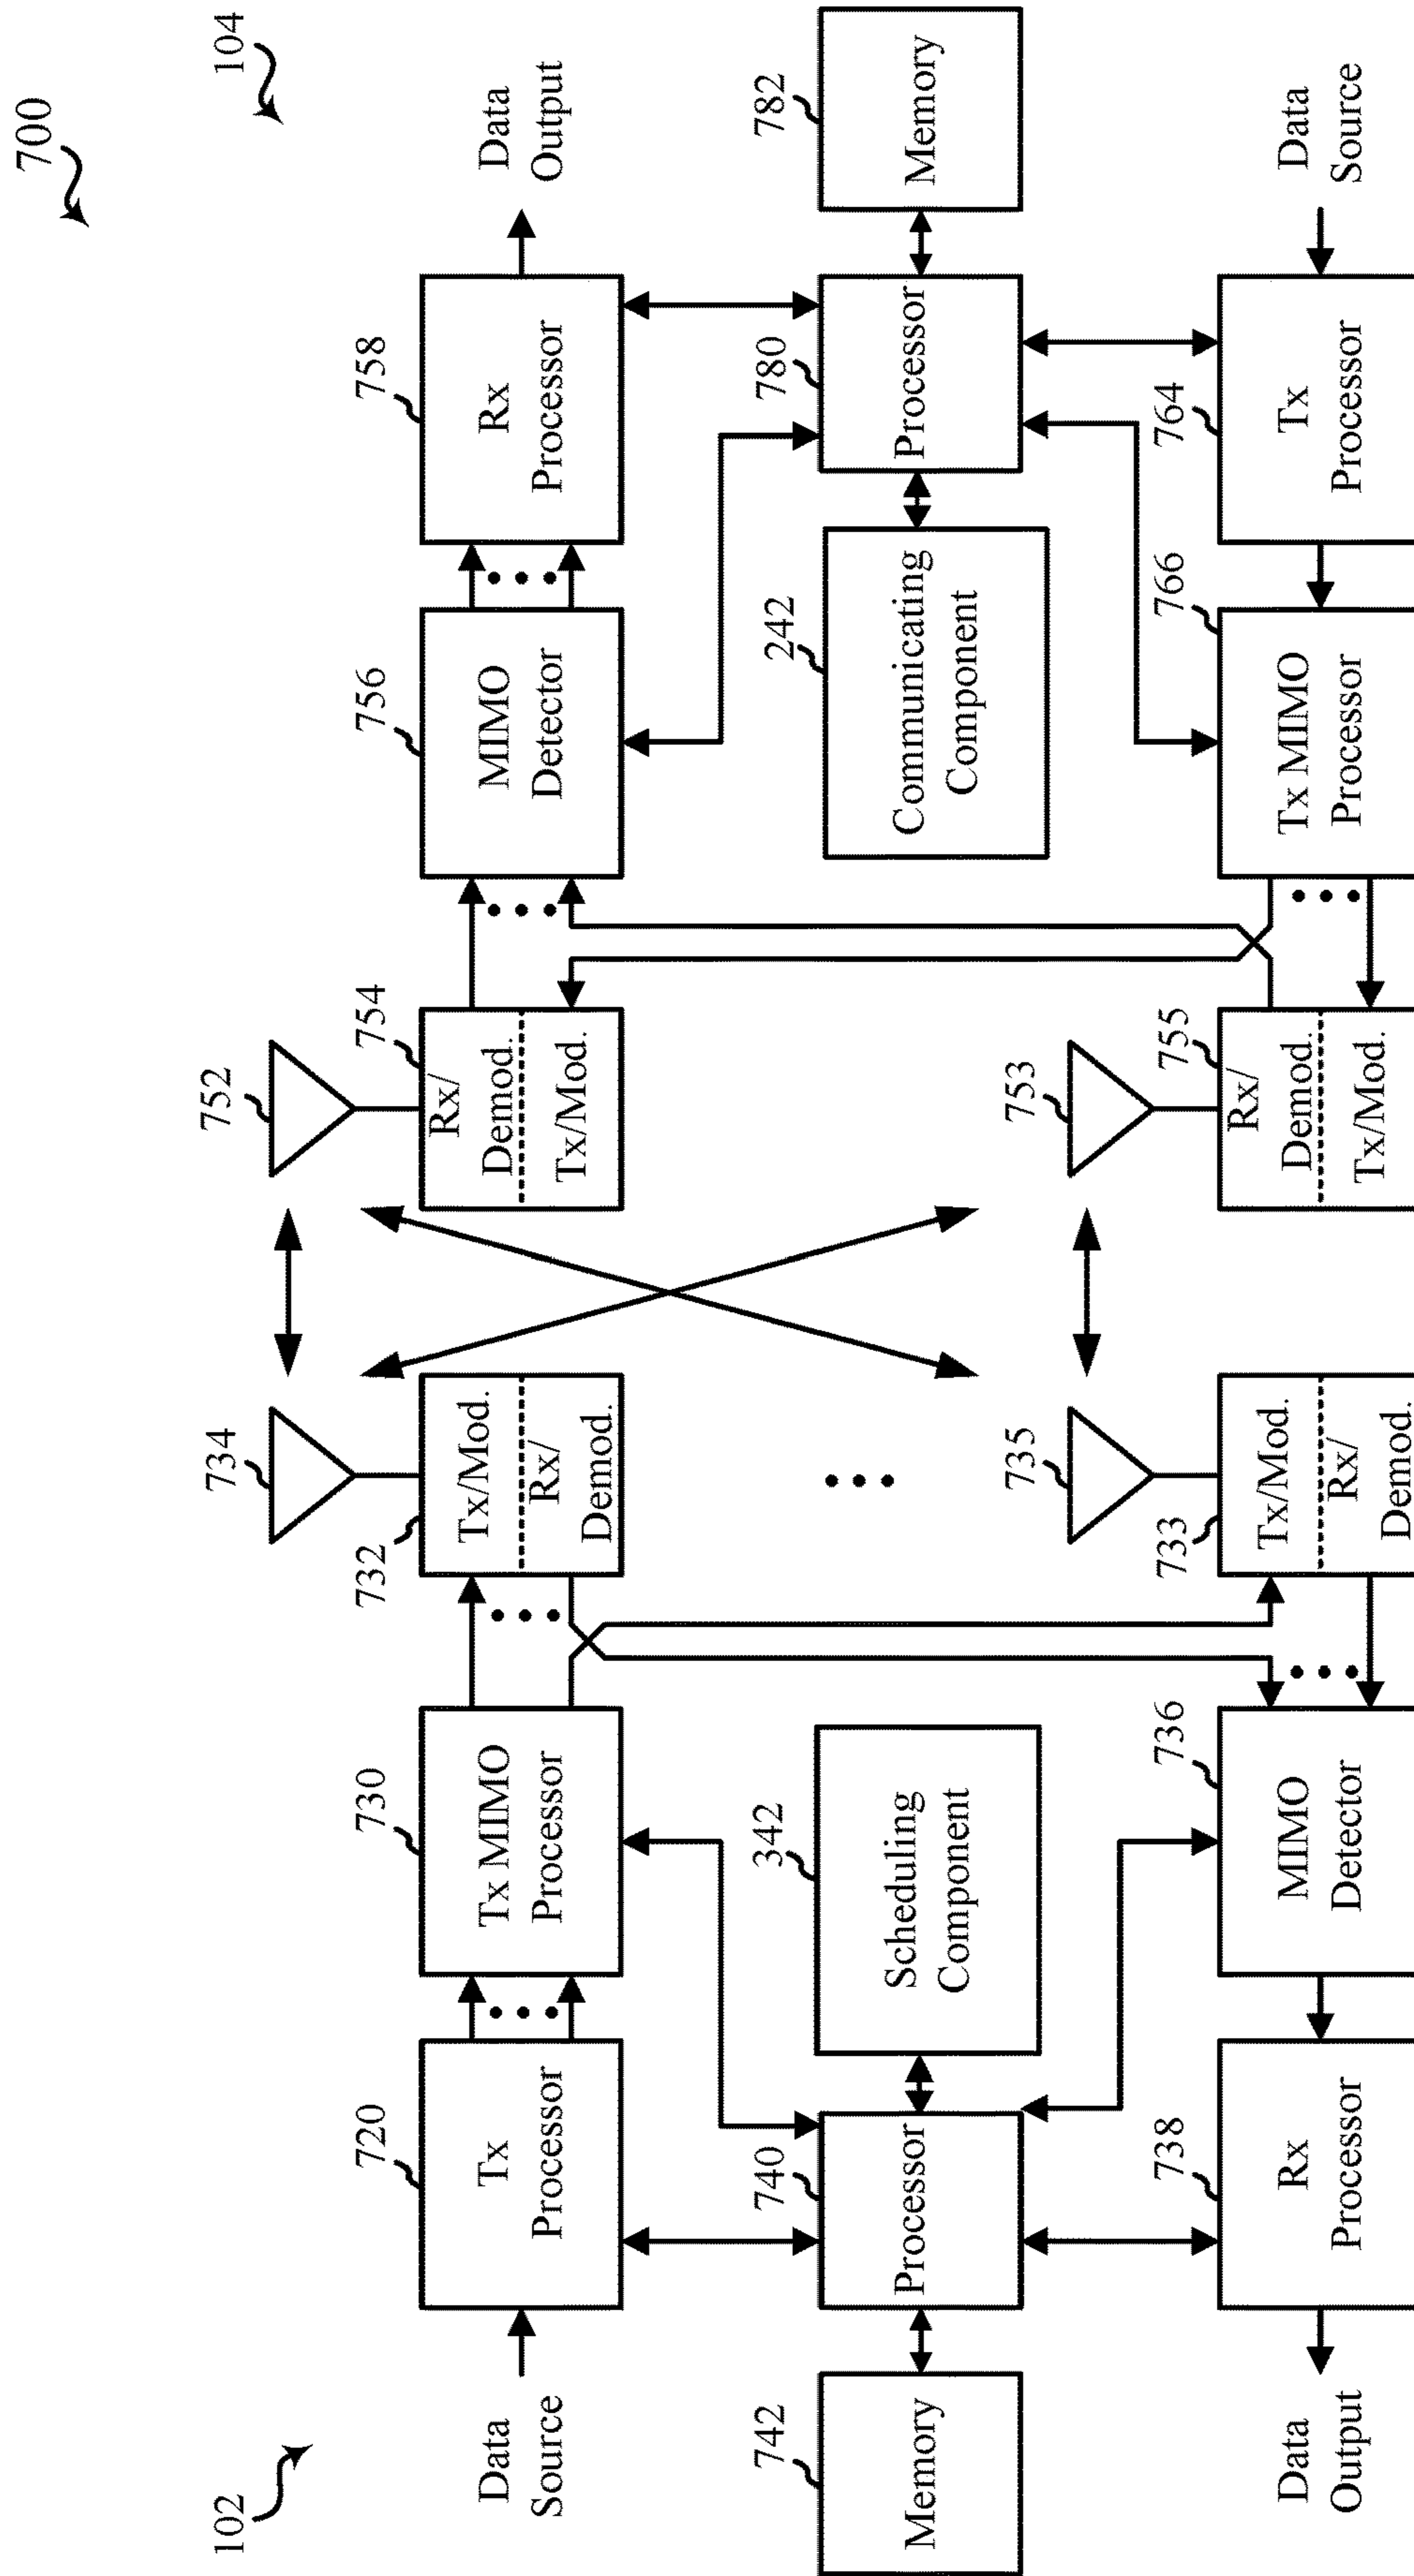 700
102
104
734
752
Data
Source
720
Tx
Processor
730
Tx MIMO
Processor
732
Tx/Mod.
Rx/
Demod.
754
Rx/
Demod.
Tx/Mod.
756
MIMO
Detector
758
Rx
Processor
Data
Output
742
Memory
740
Processor
342
Scheduling
Component
242
Communicating
Component
780
Processor
782
Memory
735
753
Data
Output
738
Rx
Processor
736
MIMO
Detector
733
Tx/Mod.
Rx/
Demod.
755
Rx/
Demod.
Tx/Mod.
766
Tx MIMO
Processor
764
Tx
Processor
Data
Source